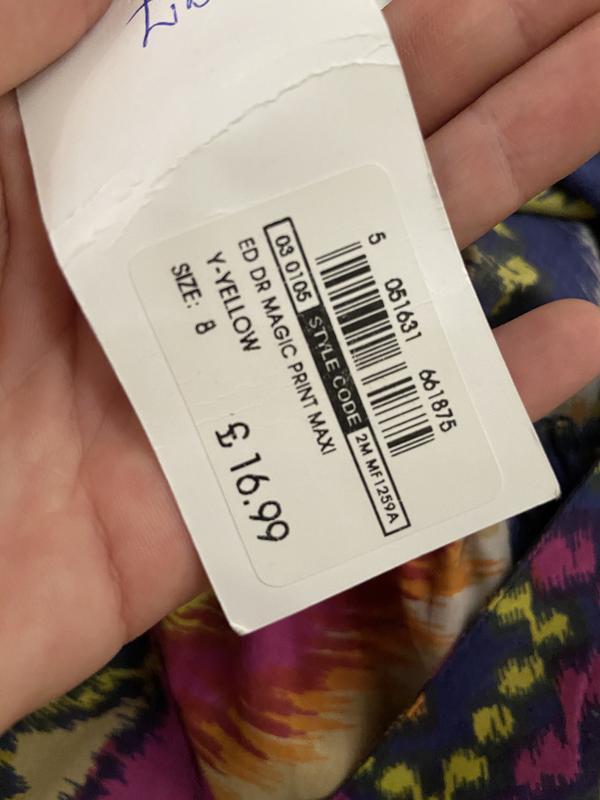 5 051631 661875
03 0105 STYLE CODE 2M MF1259A
ED DR MAGIC PRINT MAXI
Y-YELLOW
SIZE: 8
£16.99